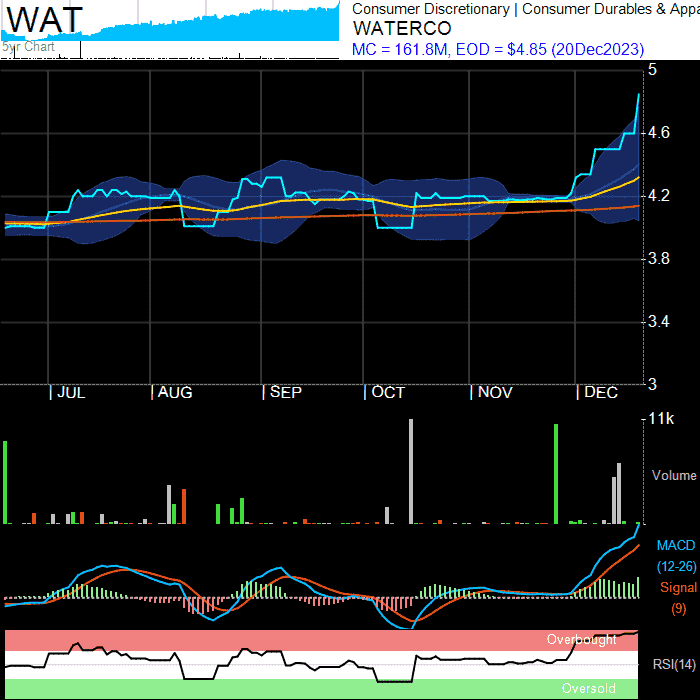 WAT
5yr Chart
Consumer Discretionary | Consumer Durables & Appa
WATERCO
MC = 161.8M, EOD = $4.85 (20Dec2023)
5
4.6
4.2
3.8
3.4
3
| JUL | AUG | SEP | OCT | NOV | DEC
11k
Volume
MACD
(12-26)
Signal
(9)
Overbought
RSI(14)
Oversold